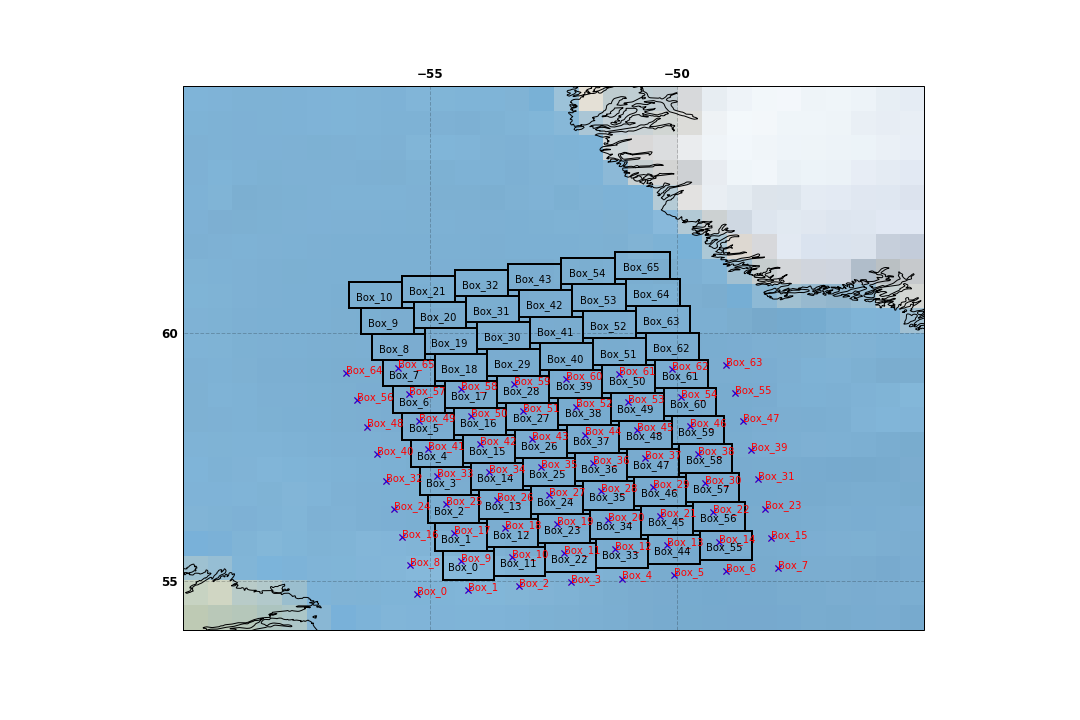 −55 −50
Box_65
Box_54
Box_43
Box_32
Box_21
Box_10
Box_64
Box_53
Box_42
Box_31
Box_20
Box_9
60
Box_63
Box_52
Box_41
Box_30
Box_19
Box_8
Box_62
Box_51
Box_40
Box_29
Box_18
Box_7
Box_61
Box_50
Box_39
Box_28
Box_17
Box_6
Box_60
Box_49
Box_38
Box_27
Box_16
Box_5
Box_59
Box_48
Box_37
Box_26
Box_15
Box_4
Box_58
Box_47
Box_36
Box_25
Box_14
Box_3
Box_57
Box_46
Box_35
Box_24
Box_13
Box_2
Box_56
Box_45
Box_34
Box_23
Box_12
Box_1
Box_55
Box_44
Box_33
Box_22
Box_11
Box_0
55
Box_64
Box_65
Box_63
Box_62
Box_61
Box_60
Box_59
Box_58
Box_57
Box_56
Box_55
Box_54
Box_53
Box_52
Box_51
Box_50
Box_49
Box_48
Box_47
Box_46
Box_45
Box_44
Box_43
Box_42
Box_41
Box_40
Box_39
Box_38
Box_37
Box_36
Box_35
Box_34
Box_33
Box_32
Box_31
Box_30
Box_29
Box_28
Box_27
Box_26
Box_25
Box_24
Box_23
Box_22
Box_21
Box_20
Box_19
Box_18
Box_17
Box_16
Box_15
Box_14
Box_13
Box_12
Box_11
Box_10
Box_9
Box_8
Box_7
Box_6
Box_5
Box_4
Box_3
Box_2
Box_1
Box_0